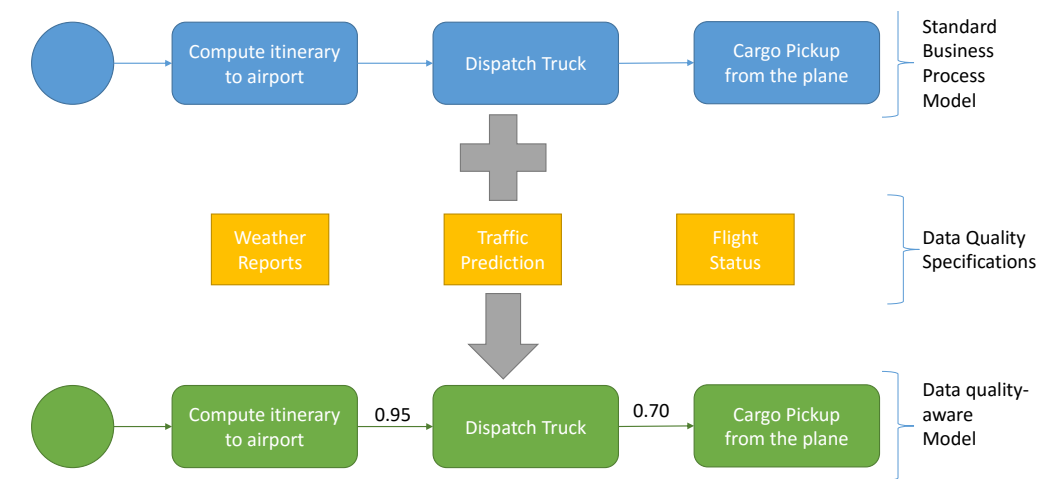 Compute itinerary
to airport
Dispatch Truck
Cargo Pickup
from the plane
Standard
Business
Process
Model
Weather
Reports
Traffic
Prediction
Flight
Status
Data Quality
Specifications
Compute itinerary
to airport
0.95
Dispatch Truck
0.70
Cargo Pickup
from the plane
Data quality-
aware
Model